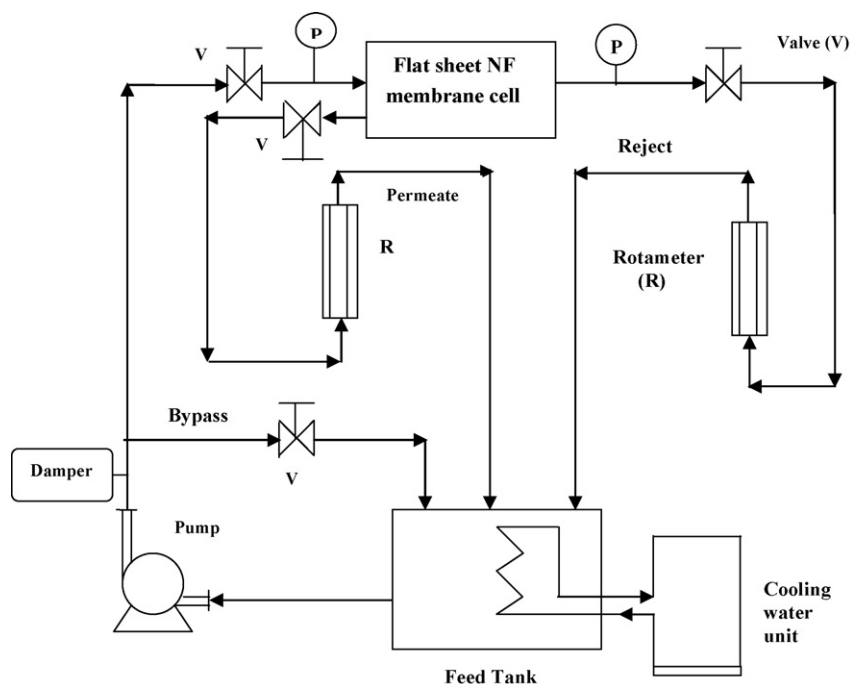 P
P
V
Valve (V)
Flat sheet NF
membrane cell
V
Reject
Permeate
R
Rotameter
(R)
Bypass
Damper
V
Pump
Cooling
water
unit
Feed Tank